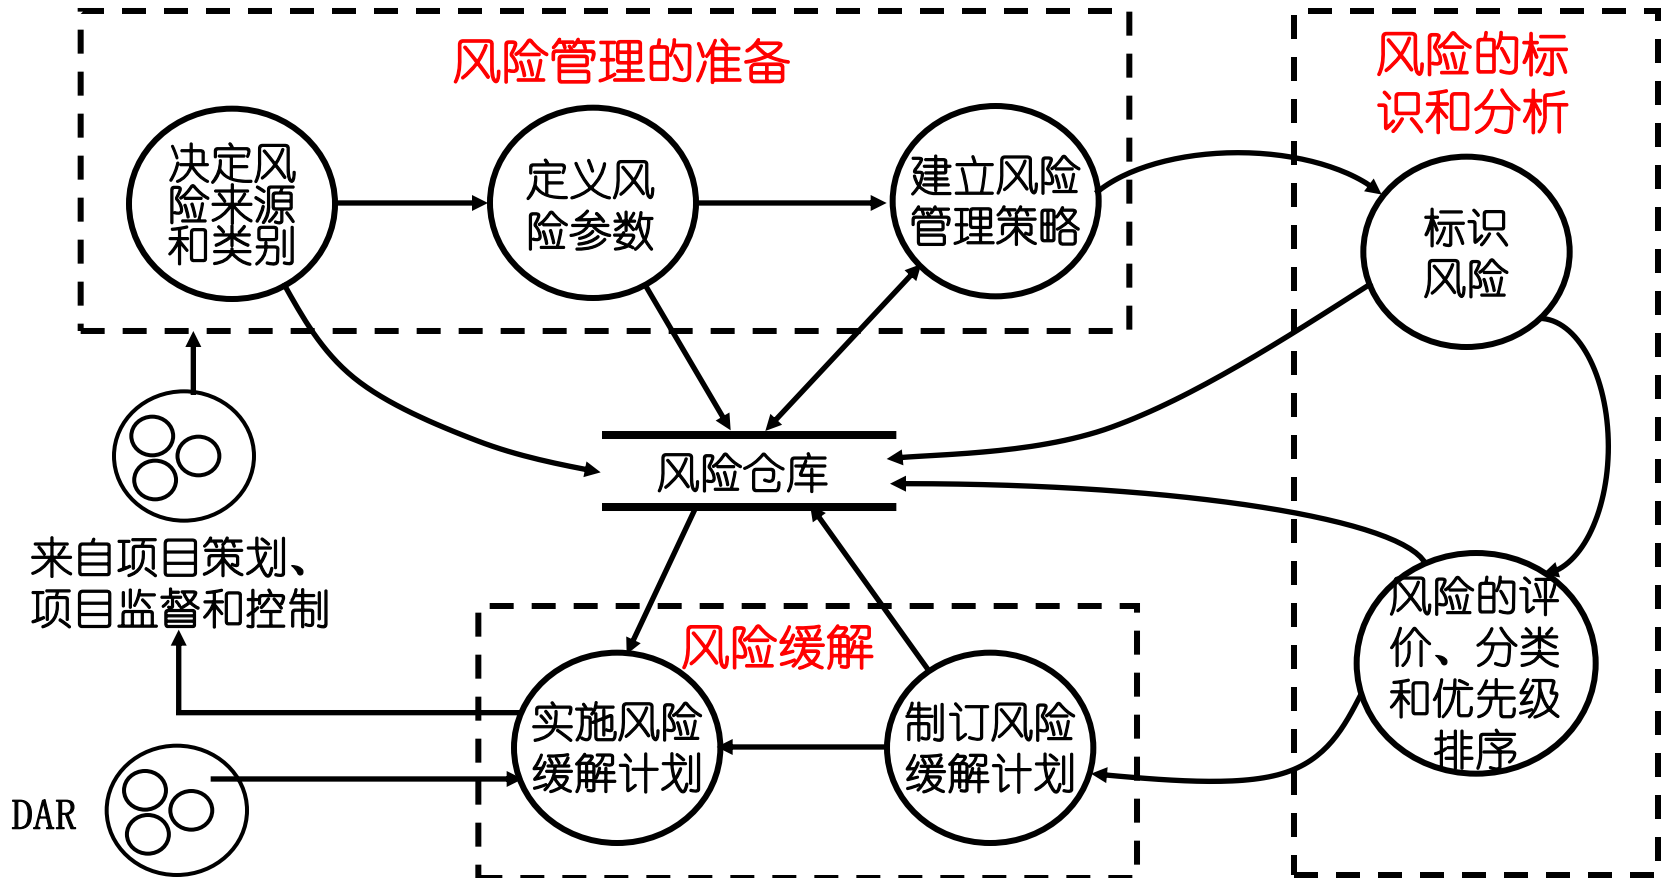 风险管理的准备
风险的标
识和分析
决定风
险来源
和类别
定义风
险参数
建立风险
管理策略
标识
风险
风险仓库
来自项目策划、
项目监督和控制
风险缓解
风险的评
价、分类
和优先级
排序
实施风险
缓解计划
制订风险
缓解计划
DAR